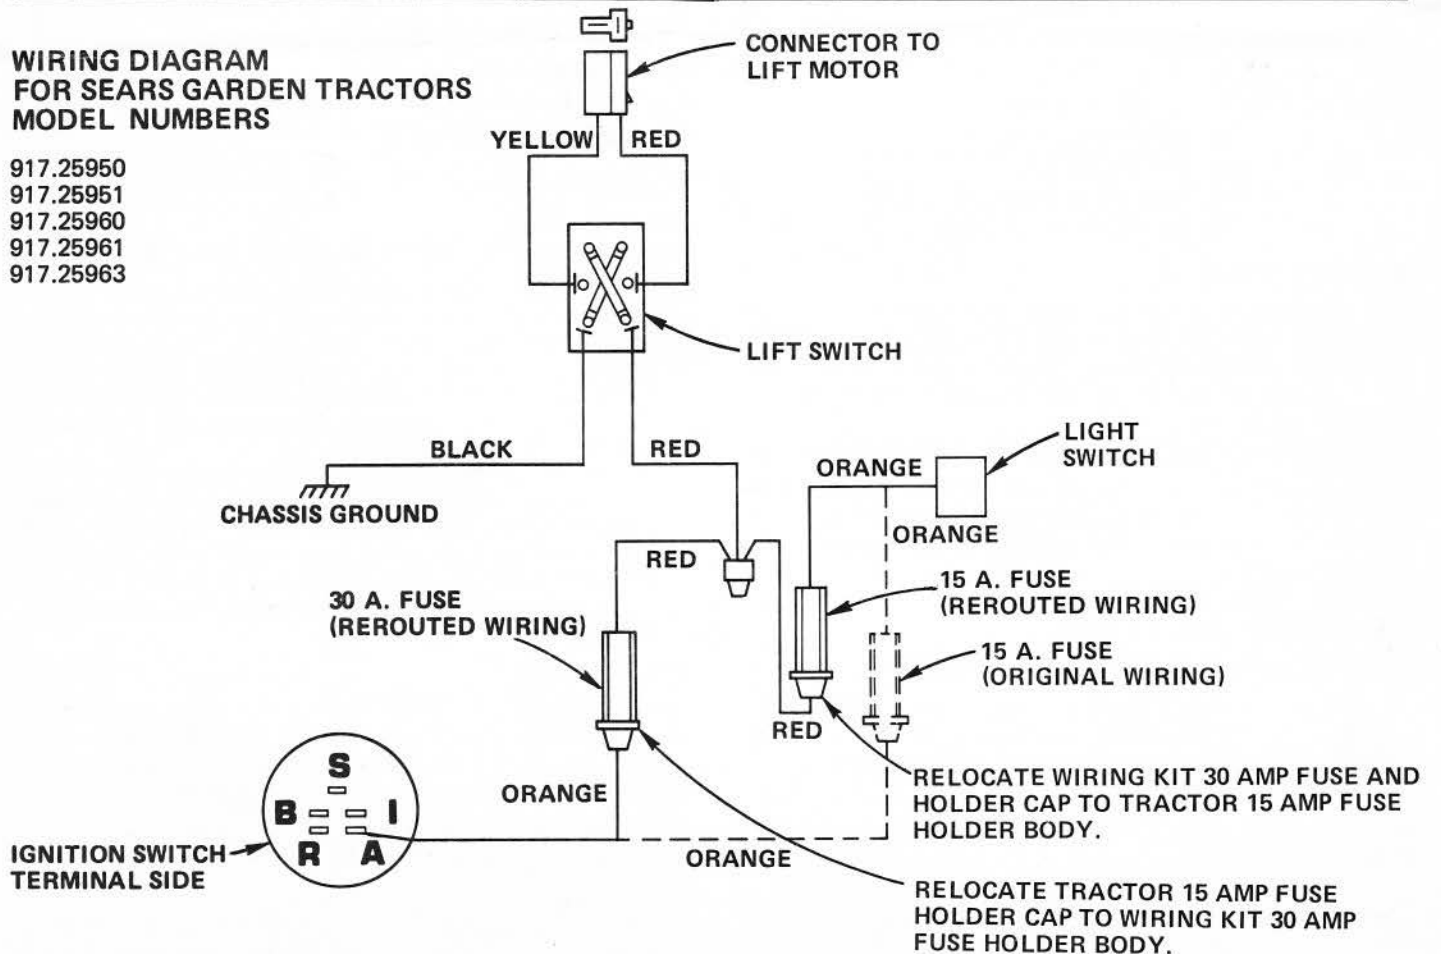 WIRING DIAGRAM
FOR SEARS GARDEN TRACTORS
MODEL NUMBERS
917.25950
917.25951
917.25960
917.25961
917.25963
CONNECTOR TO
LIFT MOTOR
YELLOW
RED
LIFT SWITCH
BLACK
RED
CHASSIS GROUND
LIGHT
SWITCH
ORANGE
ORANGE
RED
30 A. FUSE
(REROUTED WIRING)
15 A. FUSE
(REROUTED WIRING)
15 A. FUSE
(ORIGINAL WIRING)
RED
ORANGE
S
B
I
R
A
IGNITION SWITCH
TERMINAL SIDE
ORANGE
RELOCATE WIRING KIT 30 AMP FUSE AND
HOLDER CAP TO TRACTOR 15 AMP FUSE
HOLDER BODY.
RELOCATE TRACTOR 15 AMP FUSE
HOLDER CAP TO WIRING KIT 30 AMP
FUSE HOLDER BODY.